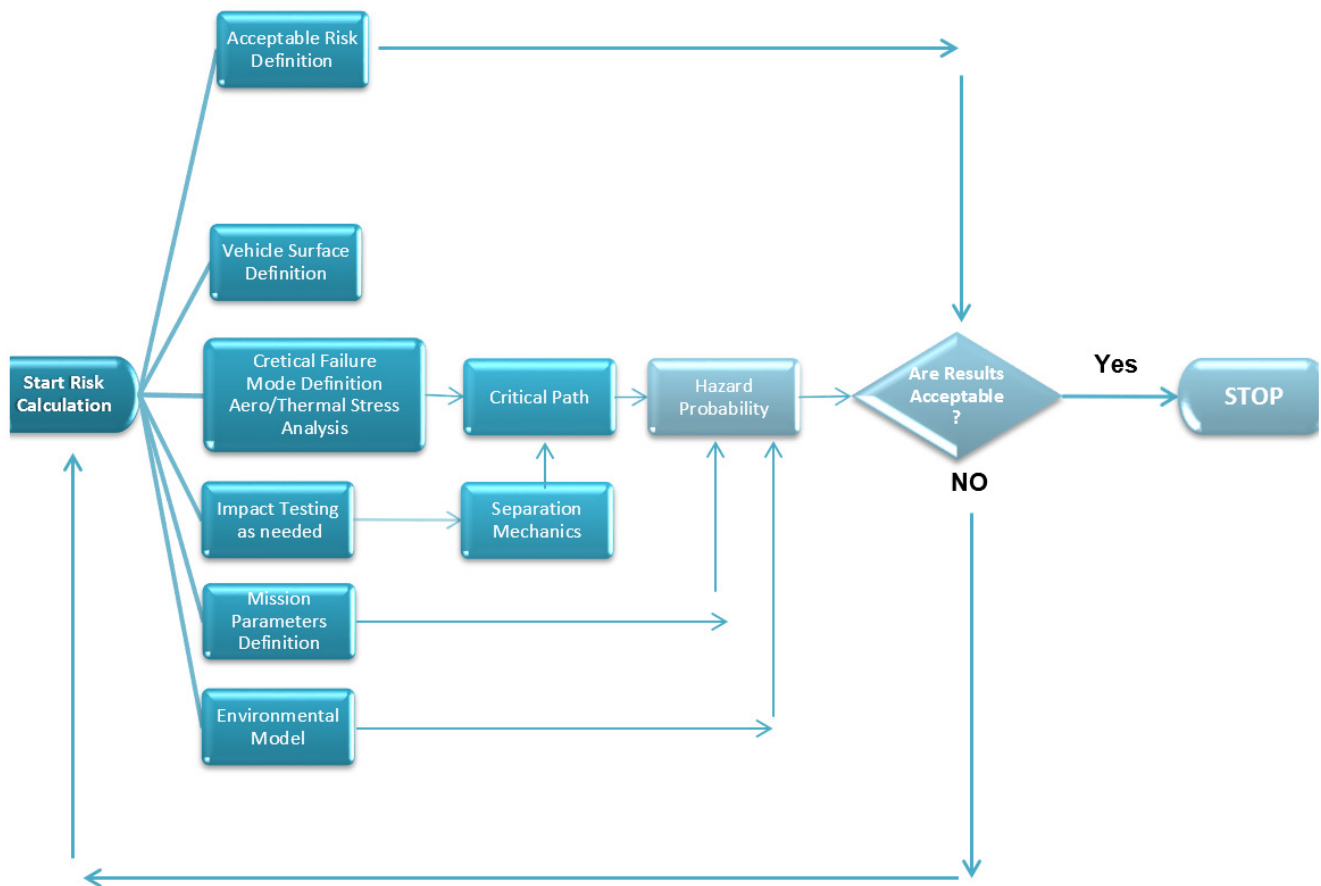 Acceptable Risk
Definition
Vehicle Surface
Definition
Start Risk
Calculation
Cretical Failure
Mode Definition
Aero/Thermal Stress
Analysis
Critical Path
Hazard
Probability
Are Results
Acceptable
?
Yes
STOP
NO
Impact Testing
as needed
Separation
Mechanics
Mission
Parameters
Definition
Environmental
Model